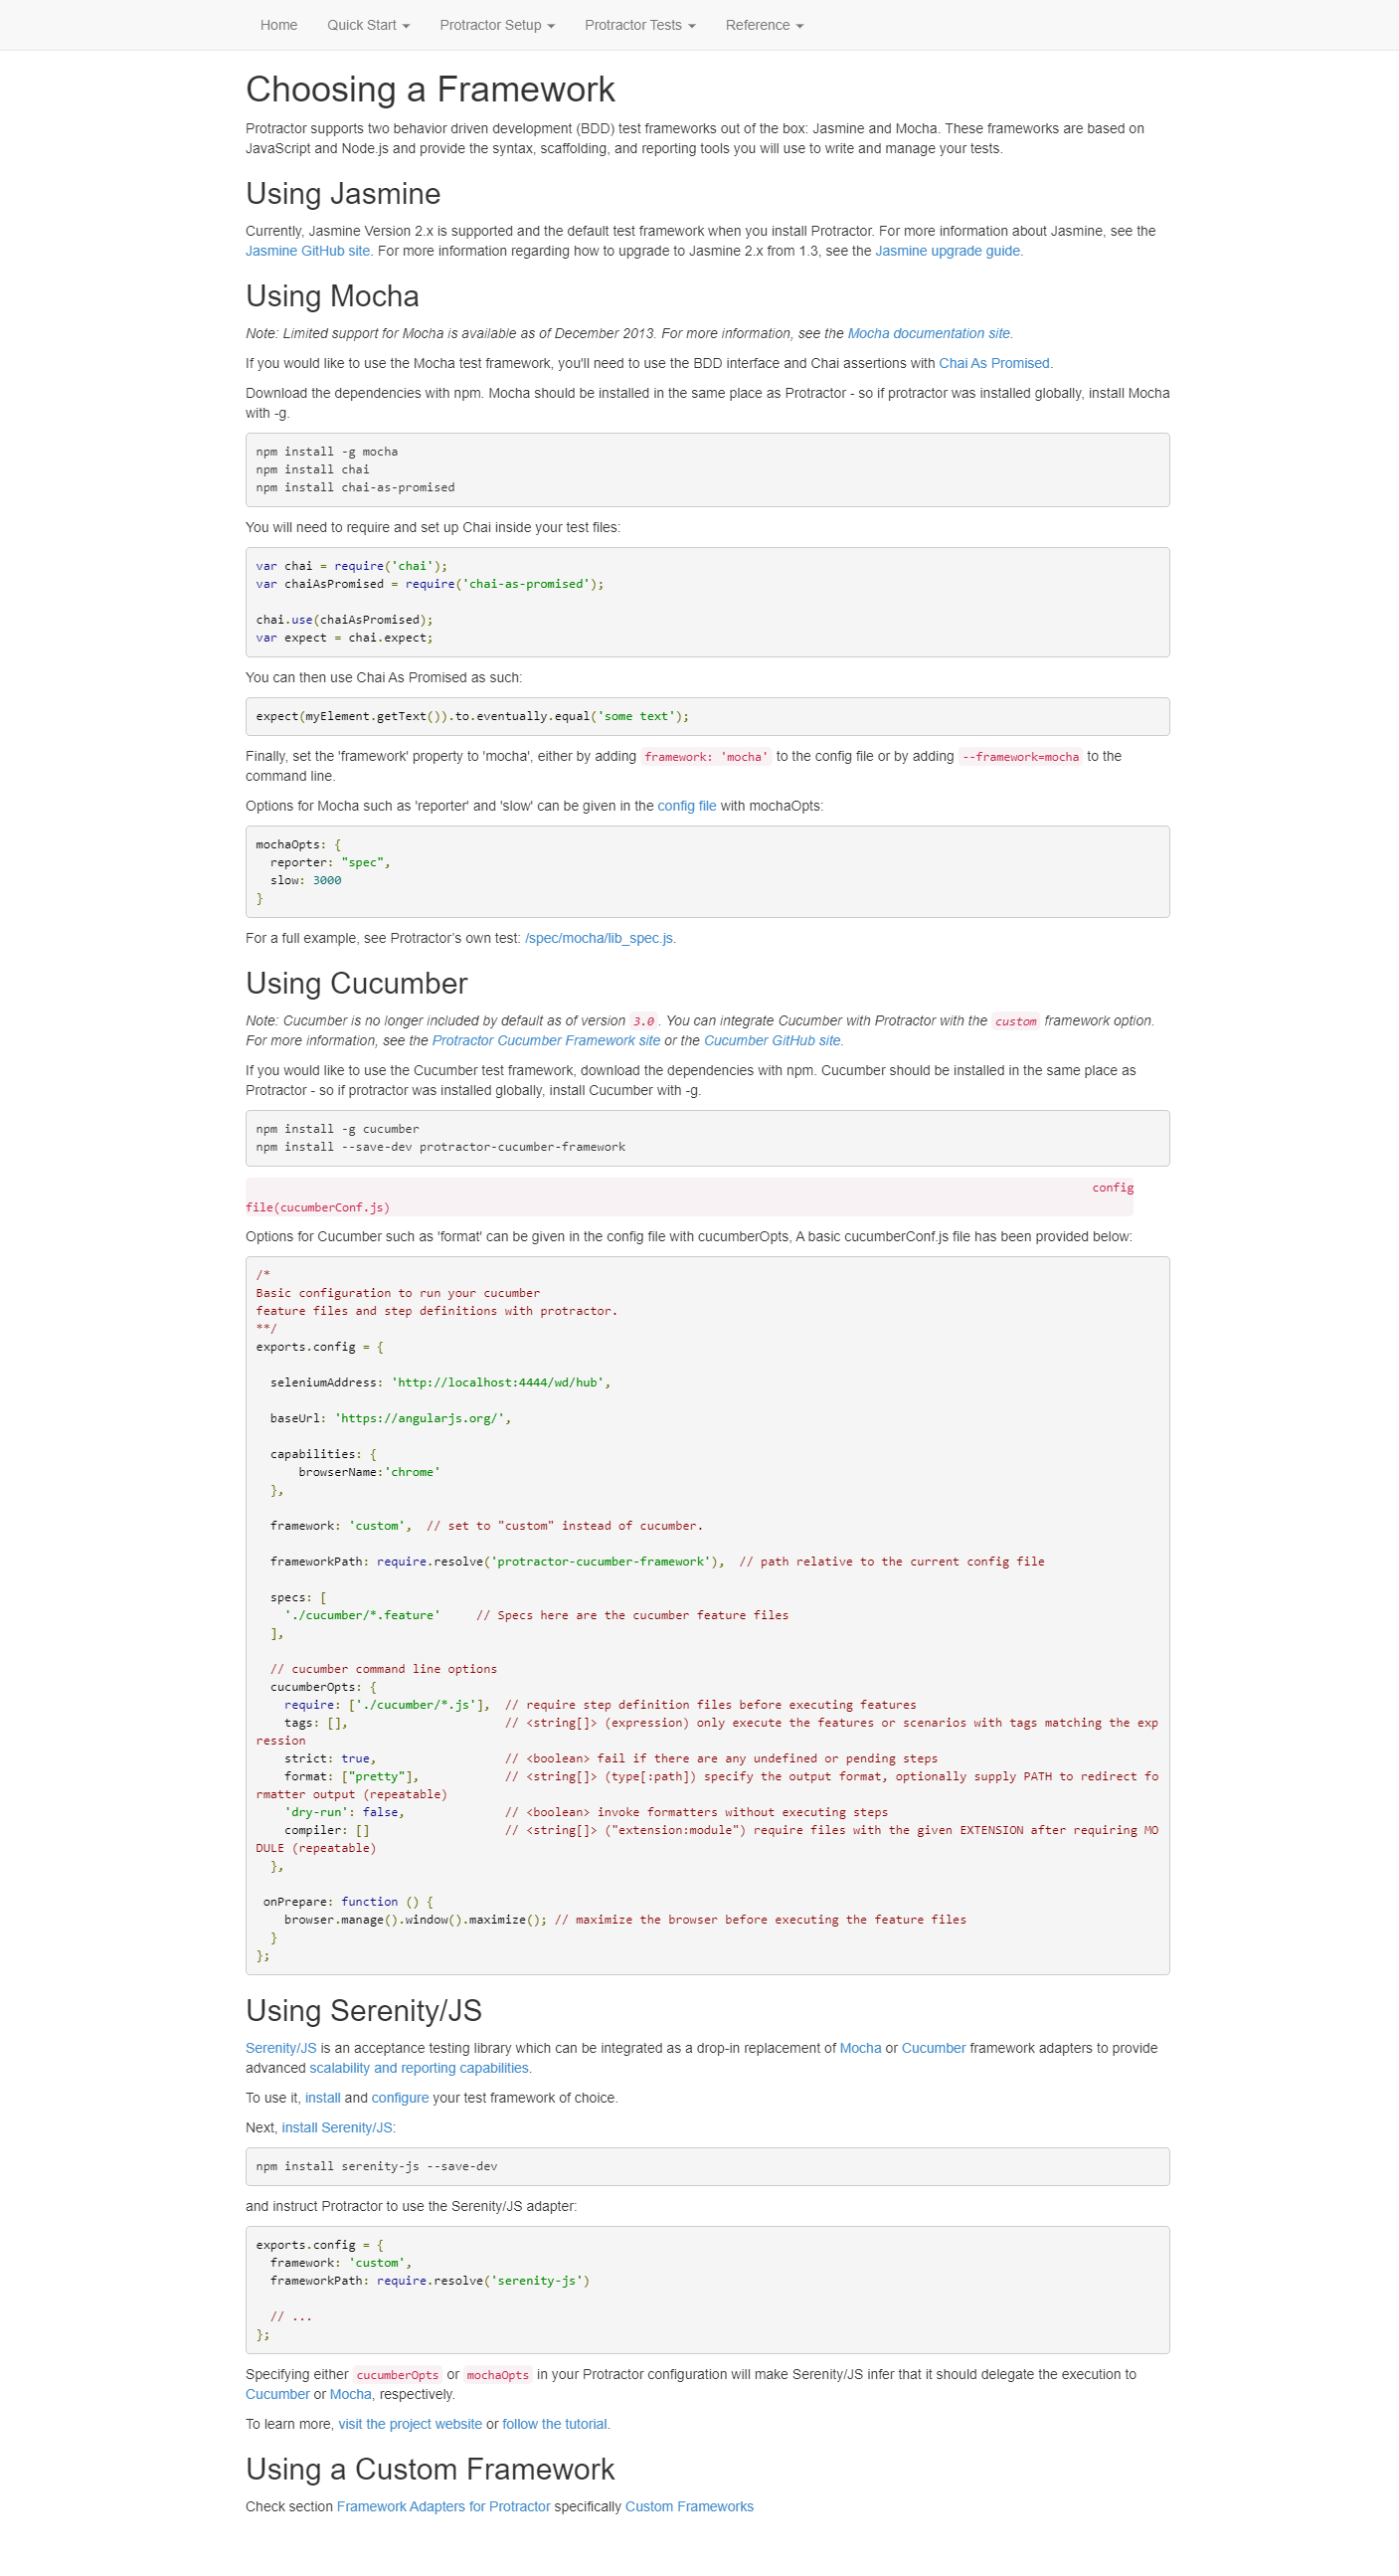 Home Quick Start Protractor Setup Protractor Tests Reference
Choosing a Framework
Protractor supports two behavior driven development (BDD) test frameworks out of the box: Jasmine and Mocha. These frameworks are based on
JavaScript and Node.js and provide the syntax, scaffolding, and reporting tools you will use to write and manage your tests.
Using Jasmine
Currently, Jasmine Version 2.x is supported and the default test framework when you install Protractor. For more information about Jasmine, see the
Jasmine GitHub site. For more information regarding how to upgrade to Jasmine 2.x from 1.3, see the Jasmine upgrade guide.
Using Mocha
Note: Limited support for Mocha is available as of December 2013. For more information, see the Mocha documentation site.
If you would like to use the Mocha test framework, you'll need to use the BDD interface and Chai assertions with Chai As Promised.
Download the dependencies with npm. Mocha should be installed in the same place as Protractor - so if protractor was installed globally, install Mocha
with -g.
npm install -g mocha
npm install chai
npm install chai-as-promised
You will need to require and set up Chai inside your test files:
var chai = require('chai');
var chaiAsPromised = require('chai-as-promised');
chai.use(chaiAsPromised);
var expect = chai.expect;
You can then use Chai As Promised as such:
expect(myElement.getText()).to.eventually.equal('some text');
Finally, set the 'framework' property to 'mocha', either by adding framework: 'mocha' to the config file or by adding --framework=mocha to the
command line.
Options for Mocha such as 'reporter' and 'slow' can be given in the config file with mochaOpts:
mochaOpts: {
  reporter: "spec",
  slow: 3000
}
For a full example, see Protractor’s own test: /spec/mocha/lib_spec.js.
Using Cucumber
Note: Cucumber is no longer included by default as of version 3.0. You can integrate Cucumber with Protractor with the custom framework option.
For more information, see the Protractor Cucumber Framework site or the Cucumber GitHub site.
If you would like to use the Cucumber test framework, download the dependencies with npm. Cucumber should be installed in the same place as
Protractor - so if protractor was installed globally, install Cucumber with -g.
npm install -g cucumber
npm install --save-dev protractor-cucumber-framework
config
file(cucumberConf.js)
Options for Cucumber such as 'format' can be given in the config file with cucumberOpts, A basic cucumberConf.js file has been provided below:
/*
Basic configuration to run your cucumber
feature files and step definitions with protractor.
**/
exports.config = {
  seleniumAddress: 'http://localhost:4444/wd/hub',
  baseUrl: 'https://angularjs.org/',
  capabilities: {
      browserName:'chrome'
  },
  framework: 'custom',  // set to "custom" instead of cucumber.
  frameworkPath: require.resolve('protractor-cucumber-framework'),  // path relative to the current config file
  specs: [
    './cucumber/*.feature'     // Specs here are the cucumber feature files
  ],
  // cucumber command line options
  cucumberOpts: {
    require: ['./cucumber/*.js'],  // require step definition files before executing features
    tags: [],                      // <string[]> (expression) only execute the features or scenarios with tags matching the exp
ression
    strict: true,                  // <boolean> fail if there are any undefined or pending steps
    format: ["pretty"],            // <string[]> (type[:path]) specify the output format, optionally supply PATH to redirect fo
rmatter output (repeatable)
    'dry-run': false,              // <boolean> invoke formatters without executing steps
    compiler: []                   // <string[]> ("extension:module") require files with the given EXTENSION after requiring MO
DULE (repeatable)
  },
 onPrepare: function () {
    browser.manage().window().maximize(); // maximize the browser before executing the feature files
  }
};
Using Serenity/JS
Serenity/JS is an acceptance testing library which can be integrated as a drop-in replacement of Mocha or Cucumber framework adapters to provide
advanced scalability and reporting capabilities.
To use it, install and configure your test framework of choice.
Next, install Serenity/JS:
npm install serenity-js --save-dev
and instruct Protractor to use the Serenity/JS adapter:
exports.config = {
  framework: 'custom',
  frameworkPath: require.resolve('serenity-js')
  // ...
};
Specifying either cucumberOpts or mochaOpts in your Protractor configuration will make Serenity/JS infer that it should delegate the execution to
Cucumber or Mocha, respectively.
To learn more, visit the project website or follow the tutorial.
Using a Custom Framework
Check section Framework Adapters for Protractor specifically Custom Frameworks